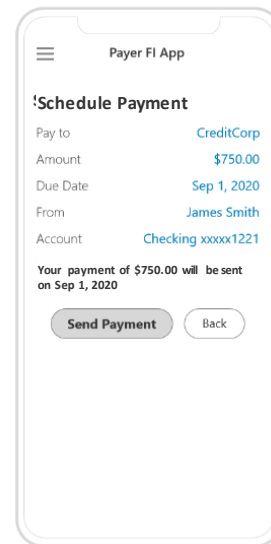 Payer FI App
Schedule Payment
Pay to CreditCorp
Amount $750.00
Due Date Sep 1, 2020
From James Smith
Account Checking xxxxx1221
Your payment of $750.00 will be sent
on Sep 1, 2020
Send Payment Back